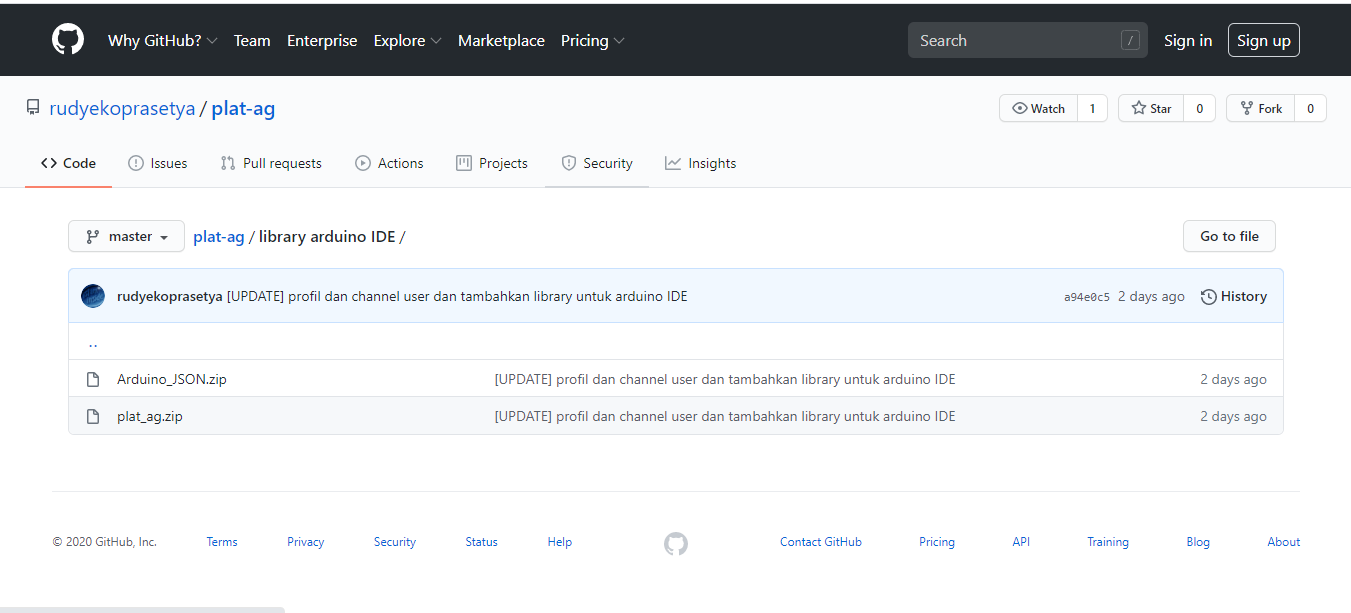 Why GitHub? Team Enterprise Explore Marketplace Pricing Search / Sign in Sign up
rudyekoprasetya / plat-ag Watch 1 Star 0 Fork 0
Code Issues Pull requests Actions Projects Security Insights
master plat-ag / library arduino IDE / Go to file
rudyekoprasetya [UPDATE] profil dan channel user dan tambahkan library untuk arduino IDE a94e0c5 2 days ago History
..
Arduino_JSON.zip [UPDATE] profil dan channel user dan tambahkan library untuk arduino IDE 2 days ago
plat_ag.zip [UPDATE] profil dan channel user dan tambahkan library untuk arduino IDE 2 days ago
© 2020 GitHub, Inc. Terms Privacy Security Status Help Contact GitHub Pricing API Training Blog About